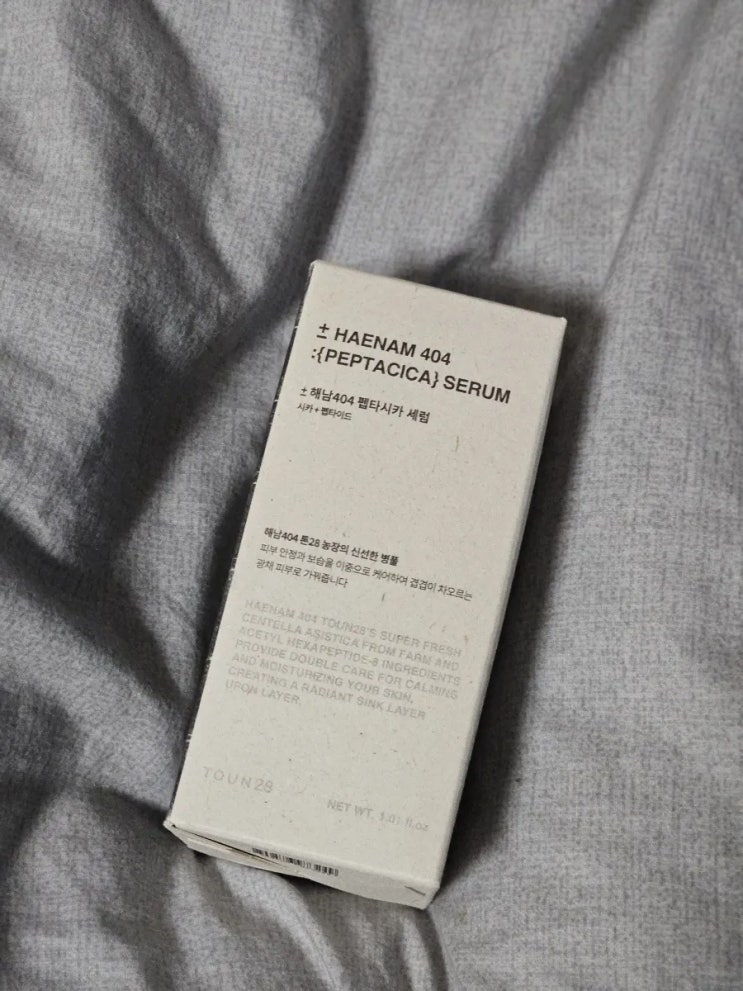 ± HAENAM 404
:{PEPTACICA} SERUM
± 해남404 펩타시카 세럼
시카+펩타이드
해남404 톤28 농장의 신선한 병풀
피부 안정과 보습을 이중으로 케어하여 겹겹이 차오르는
광채 피부로 가꿔줍니다
HAENAM 404 TOUN28'S SUPER FRESH
CENTELLA ASISTICA FROM FARM AND
ACETYL HEXAPEPTIDE-8 INGREDIENTS
PROVIDE DOUBLE CARE FOR CALMING
AND MOISTURIZING YOUR SKIN,
CREATING A RADIANT SINK LAYER
UPON LAYER.
TOUN28
NET WT. 1.01 fl.oz